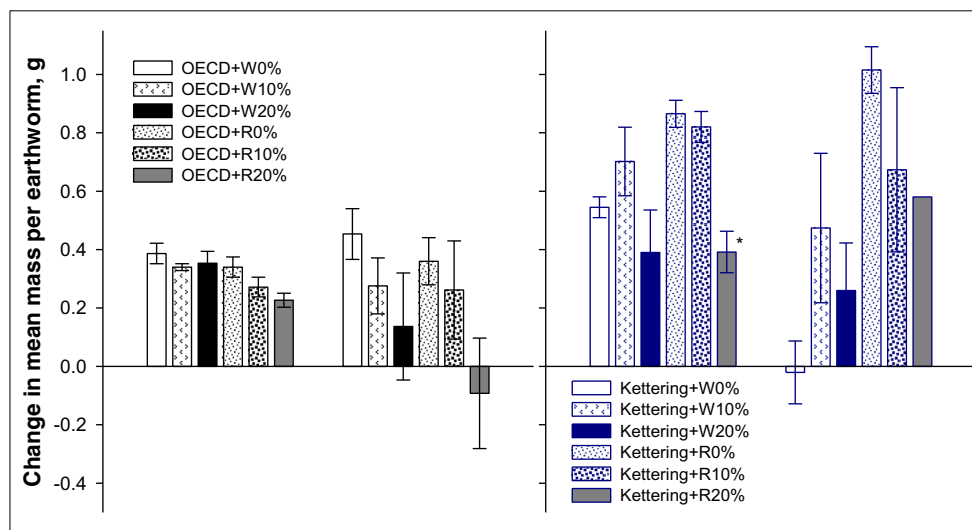 Change in mean mass per earthworm, g
1.0
0.8
0.6
0.4
0.2
0.0
-0.2
-0.4
OECD+W0%
OECD+W10%
OECD+W20%
OECD+R0%
OECD+R10%
OECD+R20%
*
Kettering+W0%
Kettering+W10%
Kettering+W20%
Kettering+R0%
Kettering+R10%
Kettering+R20%